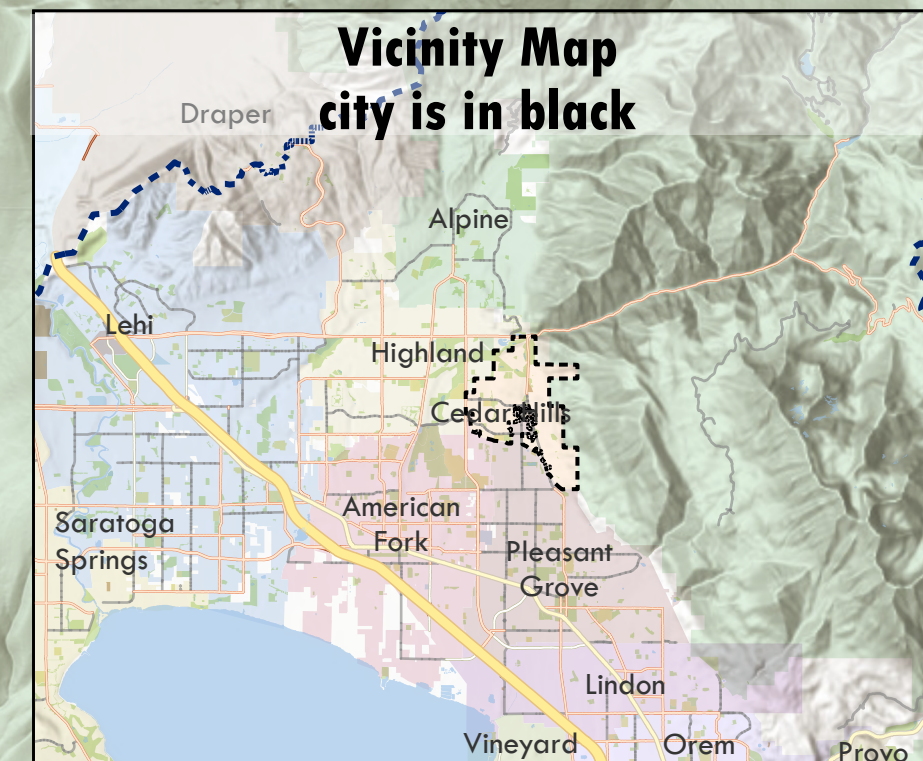 Vicinity Map
city is in black
Draper
Alpine
Lehi
Highland
Cedar Hills
American
Fork
Saratoga
Springs
Pleasant
Grove
Lindon
Vineyard
Orem
Provo